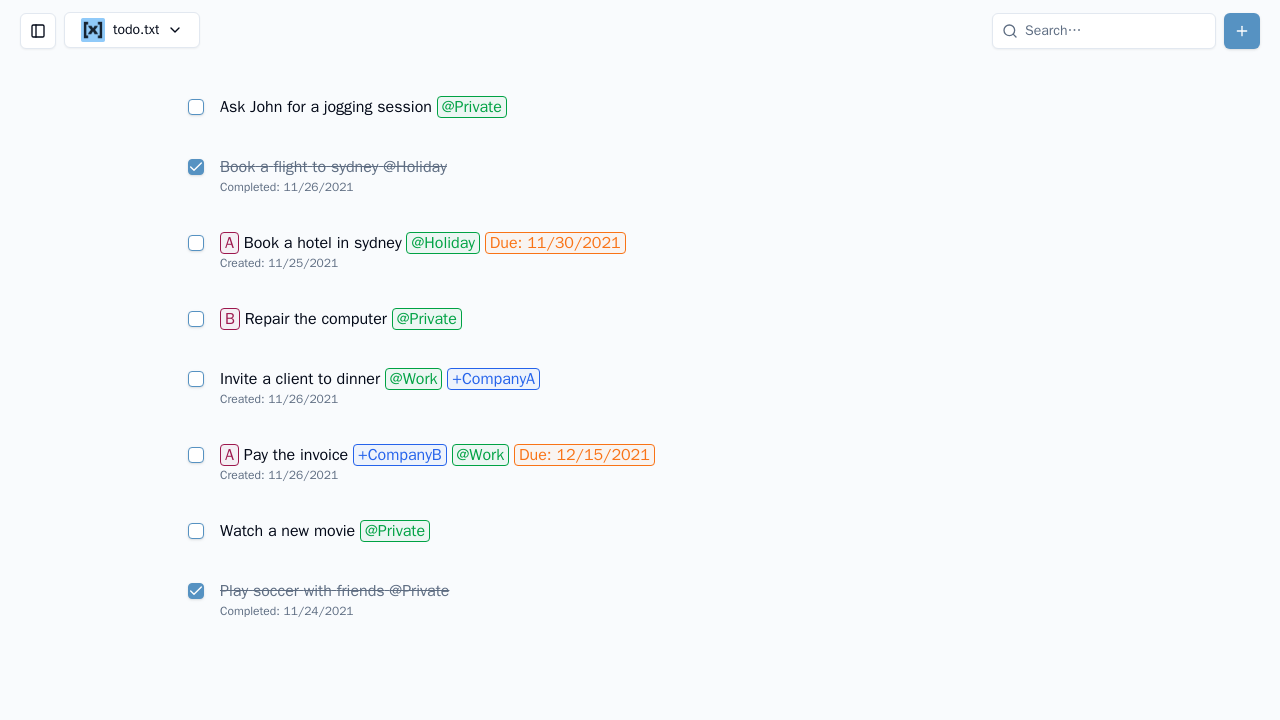 [x] todo.txt
Search…
Ask John for a jogging session @Private
Book a flight to sydney @Holiday
Completed: 11/26/2021
A Book a hotel in sydney @Holiday Due: 11/30/2021
Created: 11/25/2021
B Repair the computer @Private
Invite a client to dinner @Work +CompanyA
Created: 11/26/2021
A Pay the invoice +CompanyB @Work Due: 12/15/2021
Created: 11/26/2021
Watch a new movie @Private
Play soccer with friends @Private
Completed: 11/24/2021